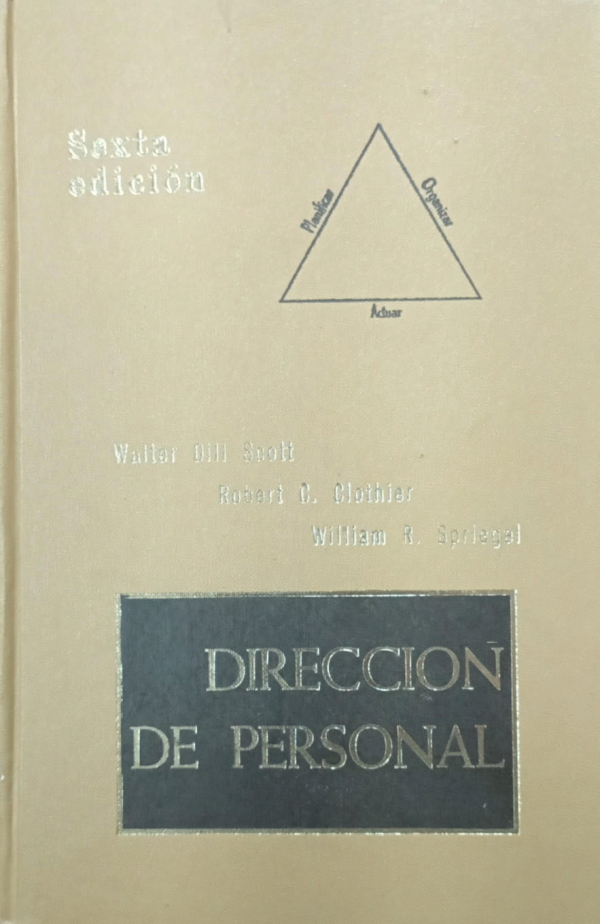 Sexta
edición
Planificar
Organizar
Actuar
Walter Dill Scott
Robert C. Clothier
William R. Spriegel
DIRECCION
DE PERSONAL